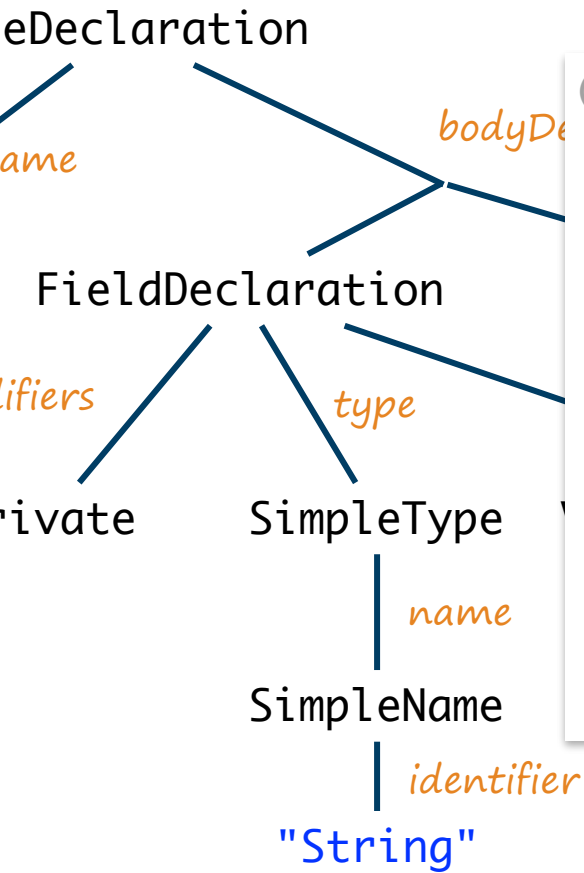 eDeclaration
bodyDe
ame
FieldDeclaration
ifiers
type
rivate
SimpleType
name
SimpleName
identifier
"String"